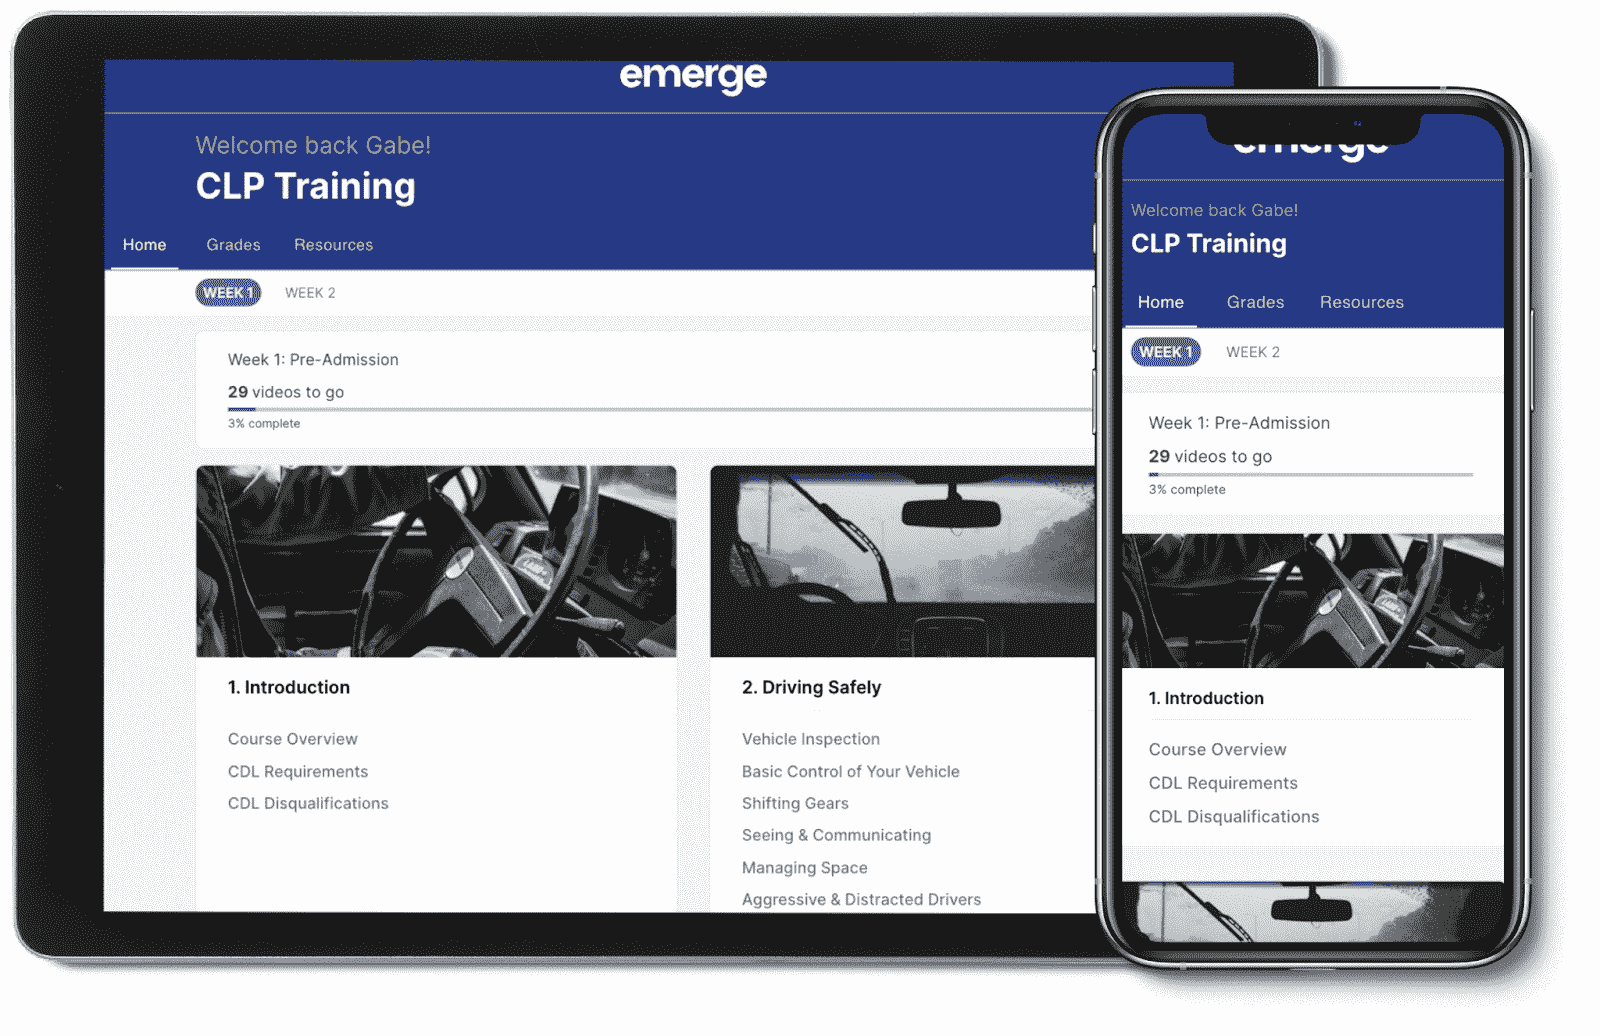 emerge
Welcome back Gabe!
CLP Training
Home Grades Resources
WEEK 1 WEEK 2
Week 1: Pre-Admission
29 videos to go
3% complete
1. Introduction
Course Overview
CDL Requirements
CDL Disqualifications
2. Driving Safely
Vehicle Inspection
Basic Control of Your Vehicle
Shifting Gears
Seeing & Communicating
Managing Space
Aggressive & Distracted Drivers
emerge
Welcome back Gabe!
CLP Training
Home Grades Resources
WEEK 1 WEEK 2
Week 1: Pre-Admission
29 videos to go
3% complete
1. Introduction
Course Overview
CDL Requirements
CDL Disqualifications